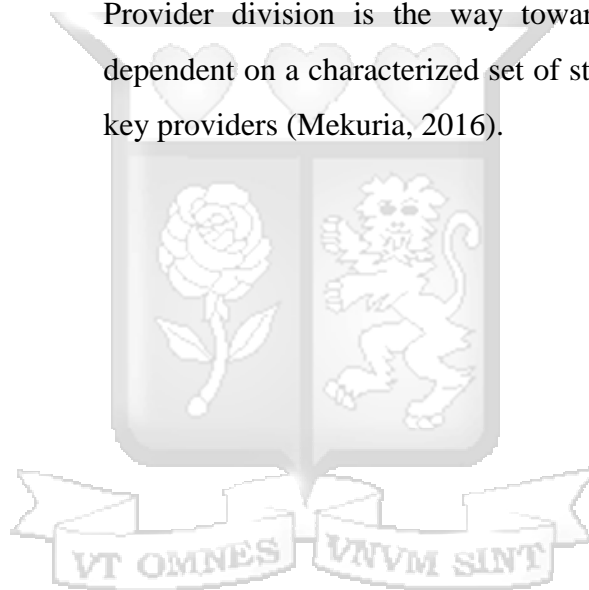 Provider division is the way towar
dependent on a characterized set of st
key providers (Mekuria, 2016).
VT OMNES VNVM SINT